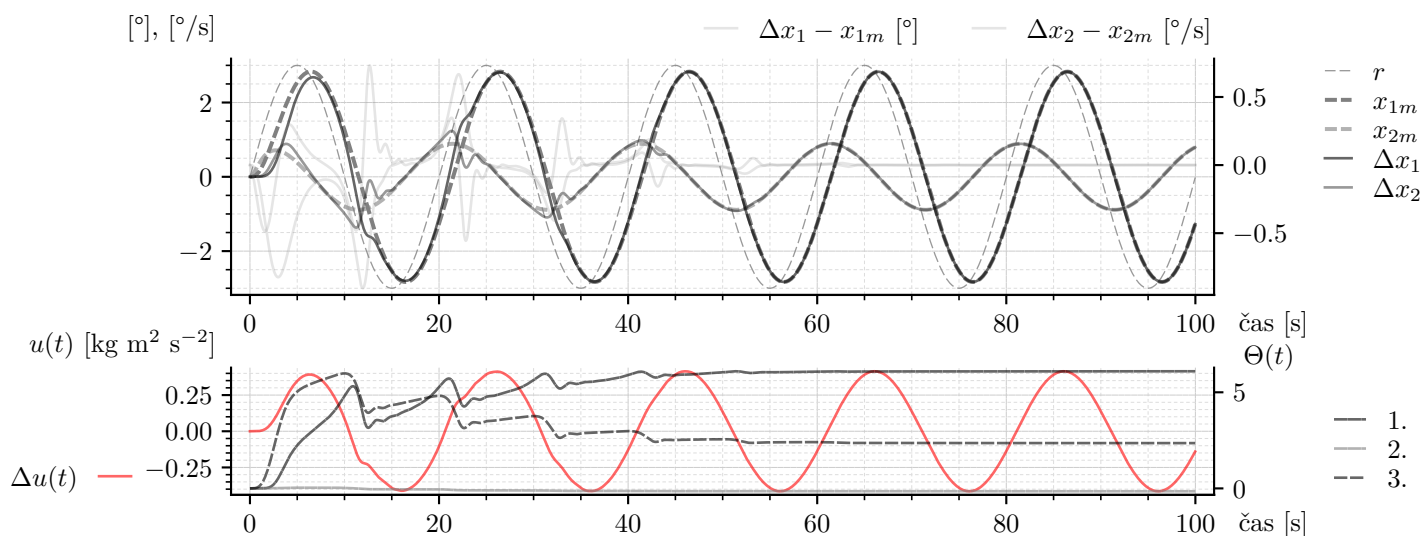 [°], [°/s]
Δx₁ − x₁ₘ [°]
Δx₂ − x₂ₘ [°/s]
2
0
−2
0.5
0.0
−0.5
r
x₁ₘ
x₂ₘ
Δx₁
Δx₂
0 20 40 60 80 100
čas [s]
u(t) [kg m² s⁻²]
Θ(t)
0.25
0.00
−0.25
Δu(t)
5
0
1.
2.
3.
0 20 40 60 80 100
čas [s]